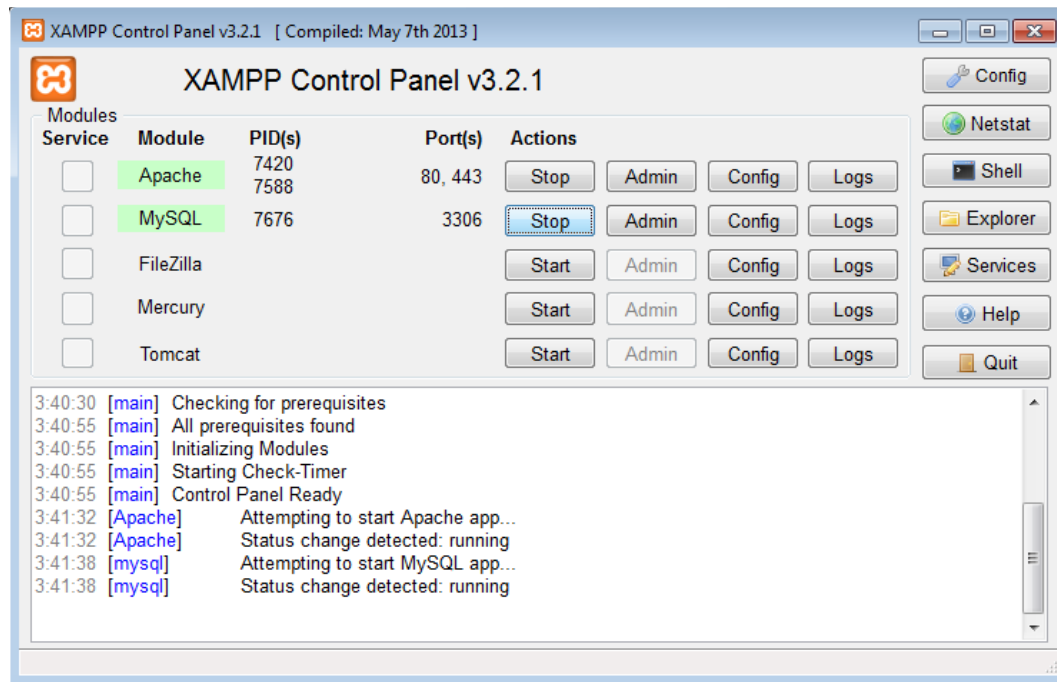 XAMPP Control Panel v3.2.1 [ Compiled: May 7th 2013 ]
XAMPP Control Panel v3.2.1
Config
Modules
Service Module PID(s) Port(s) Actions
Netstat
Apache 7420 7588 80, 443 Stop Admin Config Logs
Shell
MySQL 7676 3306 Stop Admin Config Logs
Explorer
FileZilla Start Admin Config Logs
Services
Mercury Start Admin Config Logs
Help
Tomcat Start Admin Config Logs
Quit
3:40:30 [main] Checking for prerequisites
3:40:55 [main] All prerequisites found
3:40:55 [main] Initializing Modules
3:40:55 [main] Starting Check-Timer
3:40:55 [main] Control Panel Ready
3:41:32 [Apache] Attempting to start Apache app...
3:41:32 [Apache] Status change detected: running
3:41:38 [mysql] Attempting to start MySQL app...
3:41:38 [mysql] Status change detected: running